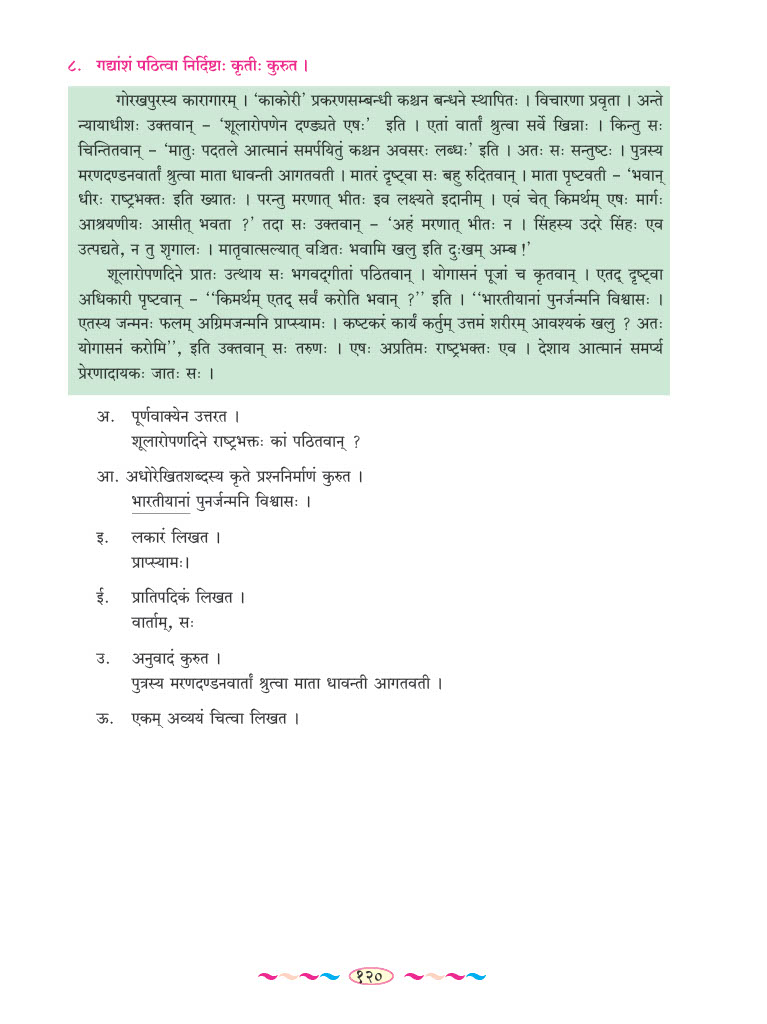 ८. गद्यांशं पठित्वा निर्दिष्टाः कृतीः कुरुत ।
गोरखपुरस्य कारागारम् । ‘काकोरी’ प्रकरणसम्बन्धी कश्चन बन्धने स्थापितः । विचारणा प्रवृता । अन्ते
न्यायाधीशः उक्तवान् – ‘शूलारोपणेन दण्ड्यते एषः’ इति । एतां वार्तां श्रुत्वा सर्वे खिन्नाः । किन्तु सः
चिन्तितवान् – ‘मातुः पदतले आत्मानं समर्पयितुं कश्चन अवसरः लब्धः’ इति । अतः सः सन्तुष्टः । पुत्रस्य
मरणदण्डनवार्तां श्रुत्वा माता धावन्ती आगतवती । मातरं दृष्ट्वा सः बहु रुदितवान् । माता पृष्टवती – ‘भवान्
धीरः राष्ट्रभक्तः इति ख्यातः । परन्तु मरणात् भीतः इव लक्ष्यते इदानीम् । एवं चेत् किमर्थम् एषः मार्गः
आश्रयणीयः आसीत् भवता ?’ तदा सः उक्तवान् – ‘अहं मरणात् भीतः न । सिंहस्य उदरे सिंहः एव
उत्पद्यते, न तु शृगालः । मातृवात्सल्यात् वञ्चितः भवामि खलु इति दुःखम् अम्ब !’
शूलारोपणदिने प्रातः उत्थाय सः भगवद्गीतां पठितवान् । योगासनं पूजां च कृतवान् । एतद् दृष्ट्वा
अधिकारी पृष्टवान् – ‘‘किमर्थम् एतद् सर्वं करोति भवान् ?’’ इति । ‘‘भारतीयानां पुनर्जन्मनि विश्वासः ।
एतस्य जन्मनः फलम् अग्रिमजन्मनि प्राप्स्यामः । कष्टकरं कार्यं कर्तुम् उत्तमं शरीरम् आवश्यकं खलु ? अतः
योगासनं करोमि’’, इति उक्तवान् सः तरुणः । एषः अप्रतिमः राष्ट्रभक्तः एव । देशाय आत्मानं समर्प्य
प्रेरणादायकः जातः सः ।
अ. पूर्णवाक्येन उत्तरत ।
शूलारोपणदिने राष्ट्रभक्तः कां पठितवान् ?
आ. अधोरेखितशब्दस्य कृते प्रश्ननिर्माणं कुरुत ।
भारतीयानां पुनर्जन्मनि विश्वासः ।
इ. लकारं लिखत ।
प्राप्स्यामः।
ई. प्रातिपदिकं लिखत ।
वार्ताम्, सः
उ. अनुवादं कुरुत ।
पुत्रस्य मरणदण्डनवार्तां श्रुत्वा माता धावन्ती आगतवती ।
ऊ. एकम् अव्ययं चित्वा लिखत ।
१२०